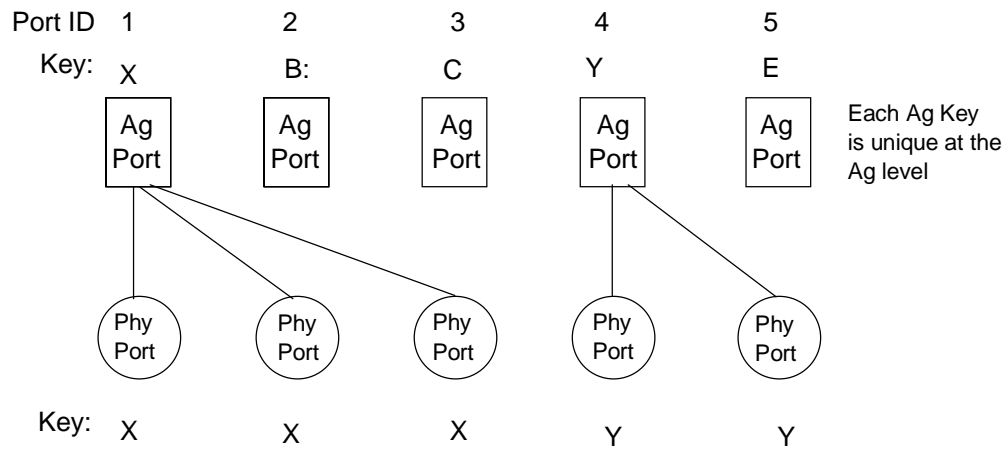 Port ID 1 2 3 4 5
Key: X B: C Y E
Ag Port
Ag Port
Ag Port
Ag Port
Ag Port
Each Ag Key
is unique at the
Ag level
Phy Port
Phy Port
Phy Port
Phy Port
Phy Port
Key: X X X Y Y